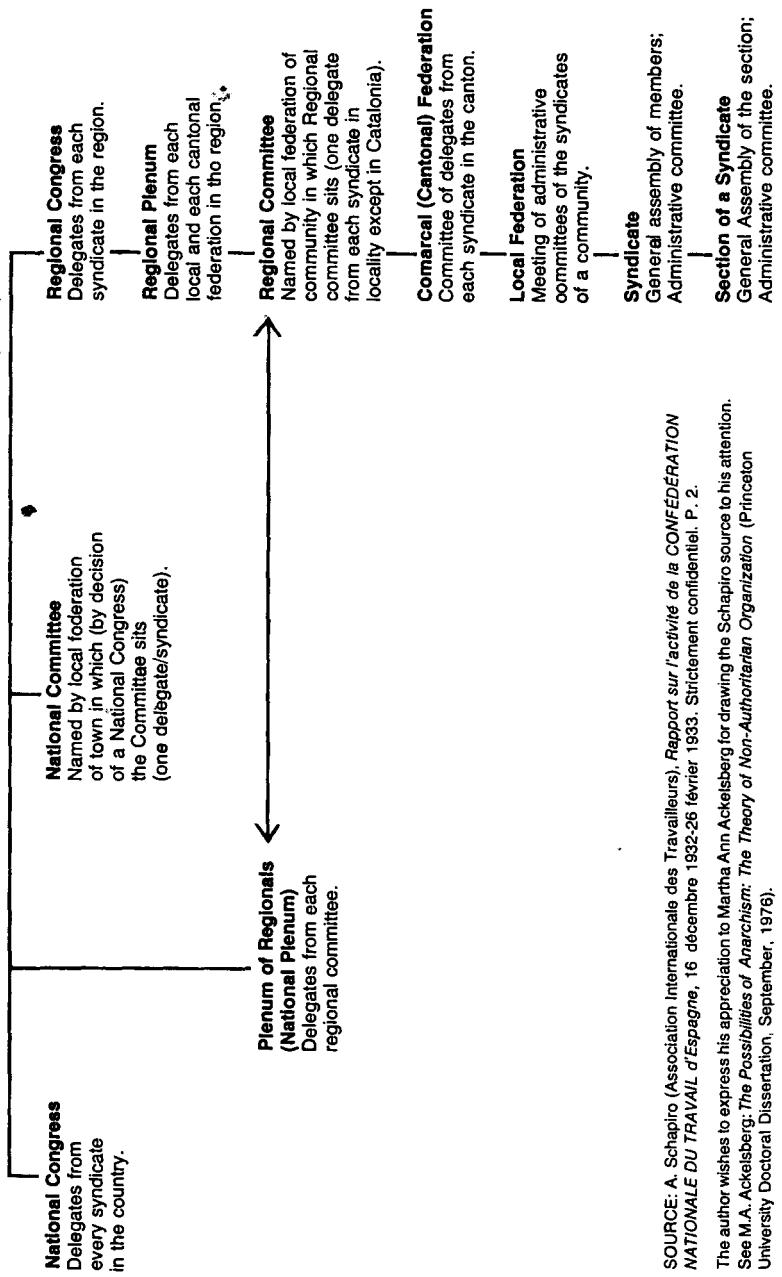 National Congress
Delegates from
every syndicate
in the country.
Plenum of Regionals
(National Plenum)
Delegates from each
regional committee.
National Committee
Named by local foderation
of town in which (by decision
of a National Congress)
the Committae sits
(one delegate/syndicate).
Regional Congress
Delegates from each
syndicate in the region.
Regional Plenum
Delegates from each
local and each cantonal
federation in tho region.
Regional Committee
Named by local federation of
community in which Regional
committee sits (one delegate
from each syndicate in
locality except in Catalonia).
Comarcal (Cantonal) Federation
Committee of delegates from
each syndicate in the canton.
Local Federation
Meeting of administrative
oommittees of the syndicates
of a community.
Syndicate
General assembly of members;
Administrative committee.
Section of a Syndicate
General Assembly of the section;
Administrative committee.
SOURCE: A. Schapiro (Association Internationale des Travailleurs), Rapport sur l'activité de la CONFÉDÉRATION
NATIONALE DU TRAVAIL d'Espagne, 16 décembre 1932-26 février 1933. Strictement confidentiel. P. 2.
The author wishes to express his appreciation to Martha Ann Ackelsberg for drawing the Schapiro source to his attention.
See M.A. Ackelsberg: The Possibilities of Anarchism: The Theory of Non-Authoritarian Organization (Princeton
University Doctoral Dissertation, September, 1976).